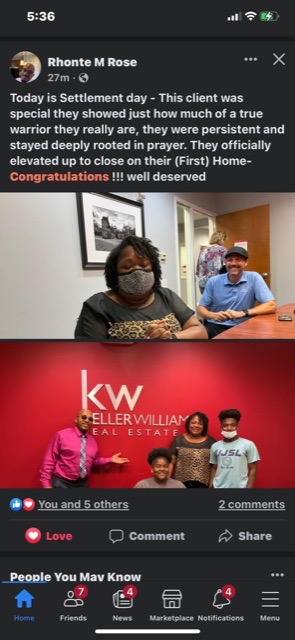 5:36
Rhonte M Rose
27m ·
Today is Settlement day - This client was
special they showed just how much of a true
warrior they really are, they were persistent and
stayed deeply rooted in prayer. They officially
elevated up to close on their (First) Home-
Congratulations !!! well deserved
kw
ELLERWILLIAM
REAL ESTATE
JSL
You and 5 others
2 comments
Love
Comment
Share
People You May Know
7
4
4
Home
Friends
News
Marketplace
Notifications
Menu